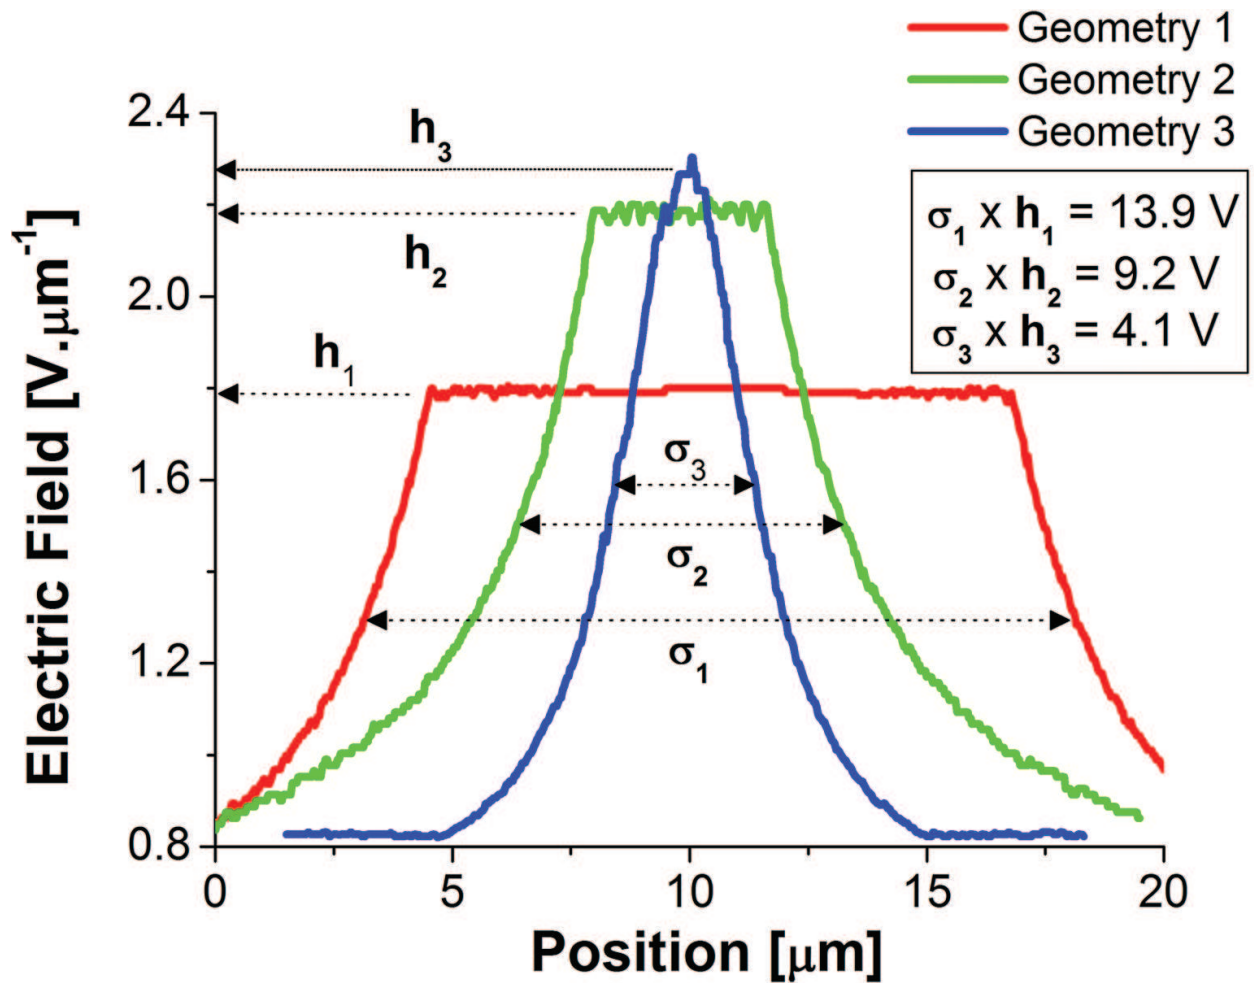 Geometry 1
Geometry 2
Geometry 3
σ₁ x h₁ = 13.9 V
σ₂ x h₂ = 9.2 V
σ₃ x h₃ = 4.1 V
h₃
h₂
h₁
σ₃
σ₂
σ₁
2.4
2.0
1.6
1.2
0.8
0
5
10
15
20
Electric Field [V.μm⁻¹]
Position [μm]